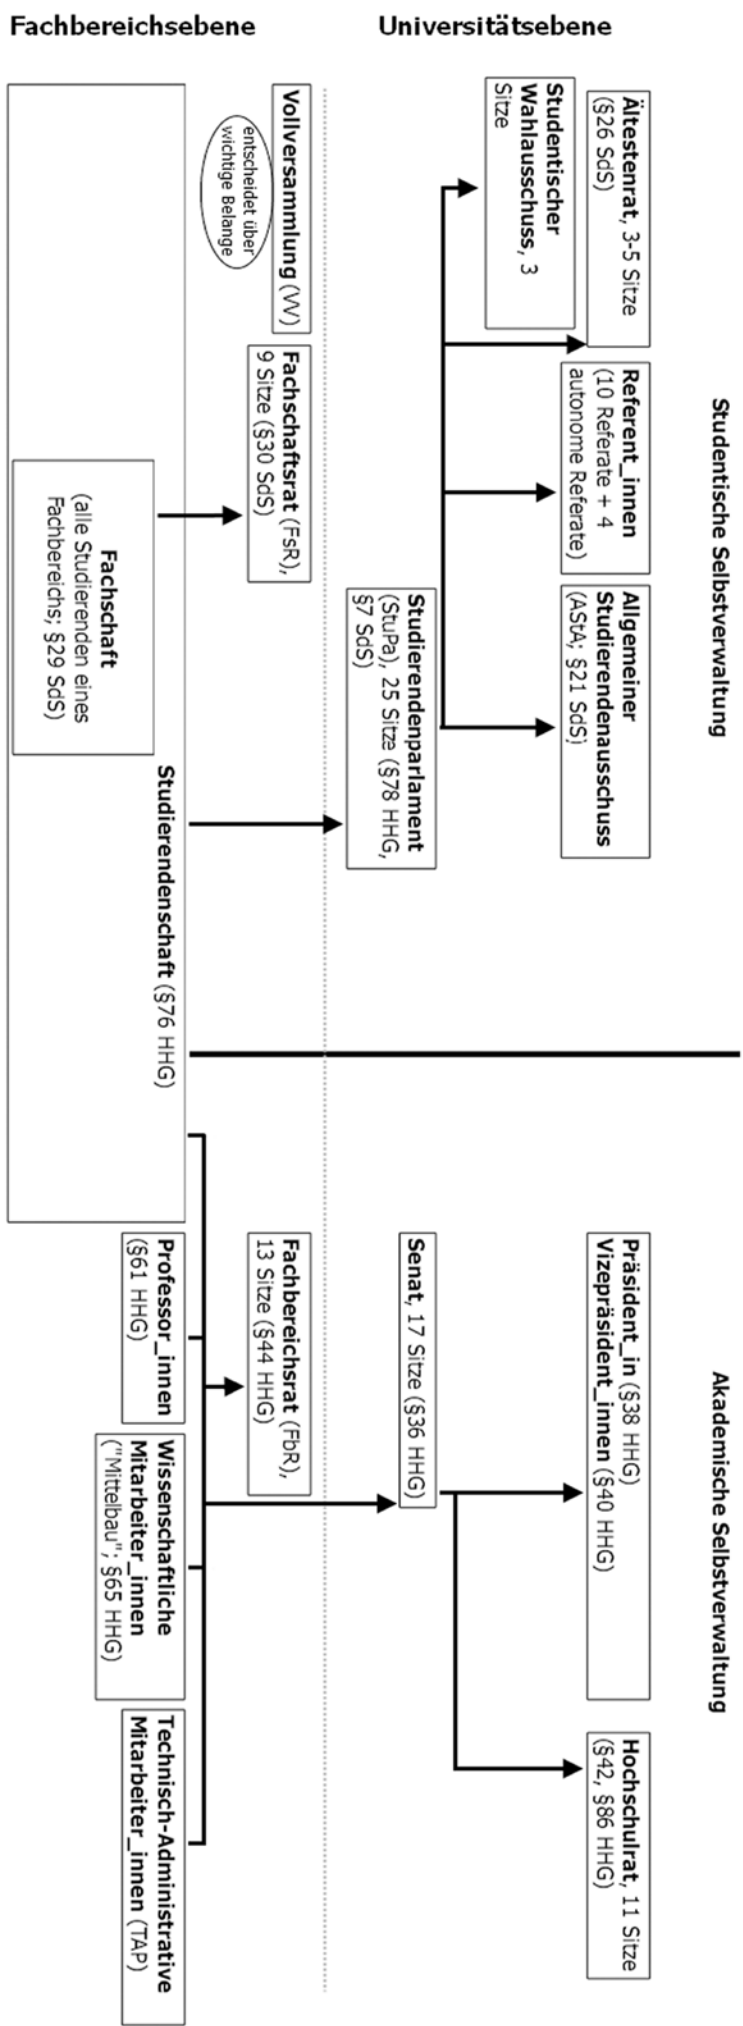 Studentische Selbstverwaltung
Akademische Selbstverwaltung
Universitätsebene
Ältestenrat, 3-5 Sitze
(§26 SdS)
Referent_innen
(10 Referate + 4
autonome Referate)
Allgemeiner
Studierendenausschuss
(AStA; §21 SdS)
Präsident_in (§38 HHG)
Vizepräsident_innen (§40 HHG)
Hochschulrat, 11 Sitze
(§42, §86 HHG)
Studentischer
Wahlausschuss, 3
Sitze
Studierendenparlament
(StuPa), 25 Sitze (§78 HHG,
§7 SdS)
Senat, 17 Sitze (§36 HHG)
Fachbereichsebene
Vollversammlung (VV)
entscheidet über
wichtige Belange
Fachschaftsrat (FsR),
9 Sitze (§30 SdS)
Fachbereichsrat (FbR),
13 Sitze (§44 HHG)
Studierendenschaft (§76 HHG)
Fachschaft
(alle Studierenden eines
Fachbereichs; §29 SdS)
Professor_innen
(§61 HHG)
Wissenschaftliche
Mitarbeiter_innen
("Mittelbau"; §65 HHG)
Technisch-Administrative
Mitarbeiter_innen (TAP)